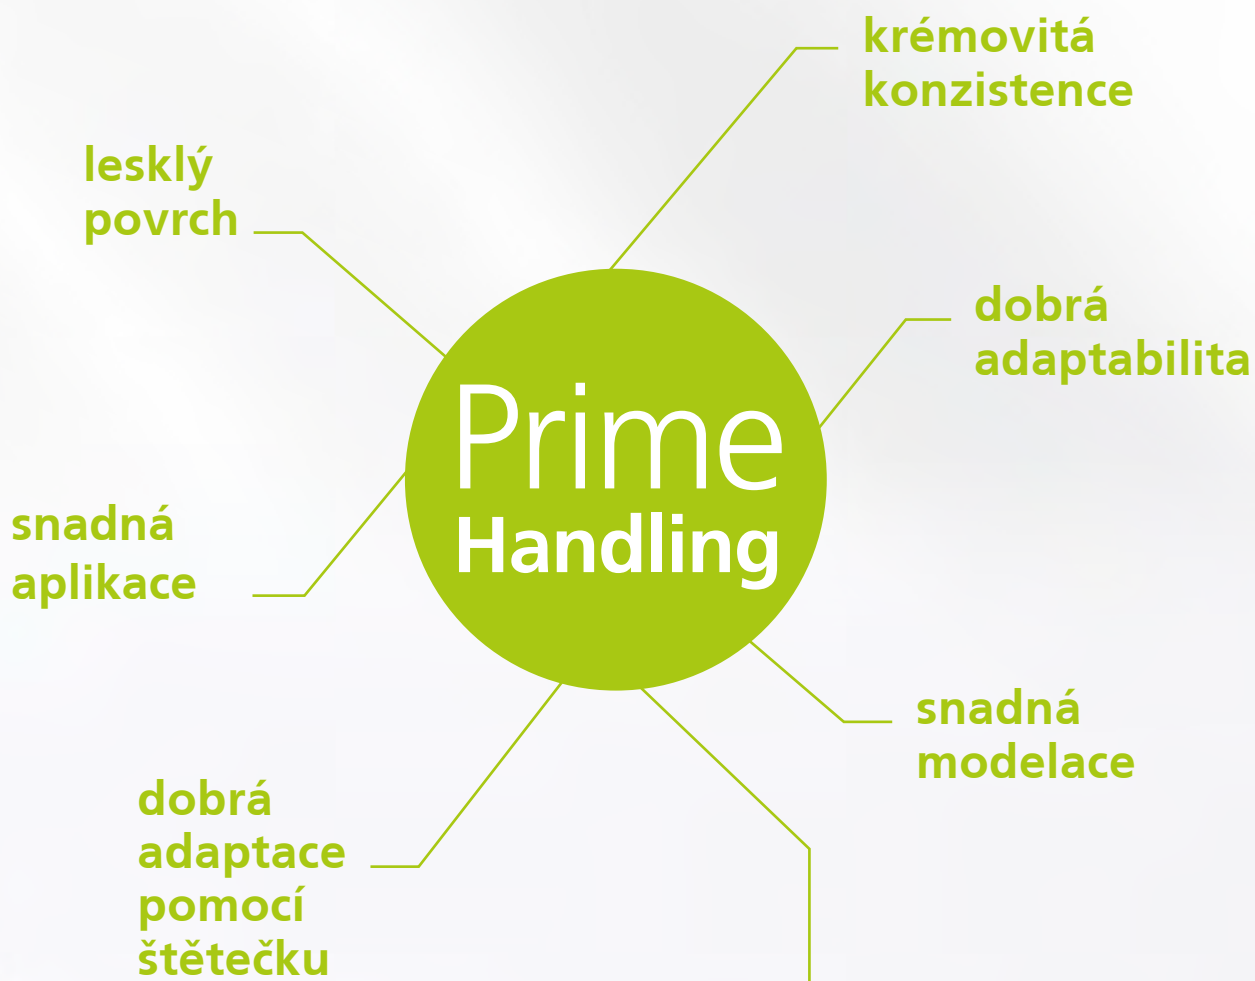 krémovitá
konzistence
lesklý
povrch
dobrá
adaptabilita
Prime
Handling
snadná
aplikace
snadná
modelace
dobrá
adaptace
pomocí
štětečku